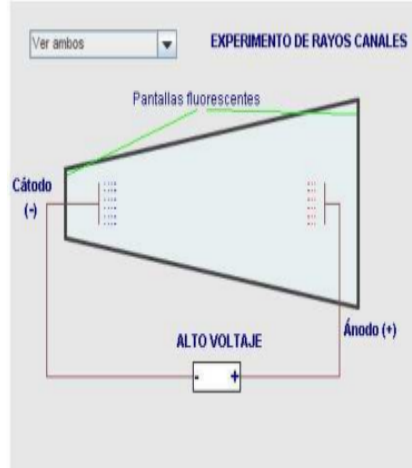 Ver ambos
EXPERIMENTO DE RAYOS CANALES
Pantallas fluorescentes
Cátodo
(-)
Ánodo (+)
ALTO VOLTAJE
- +